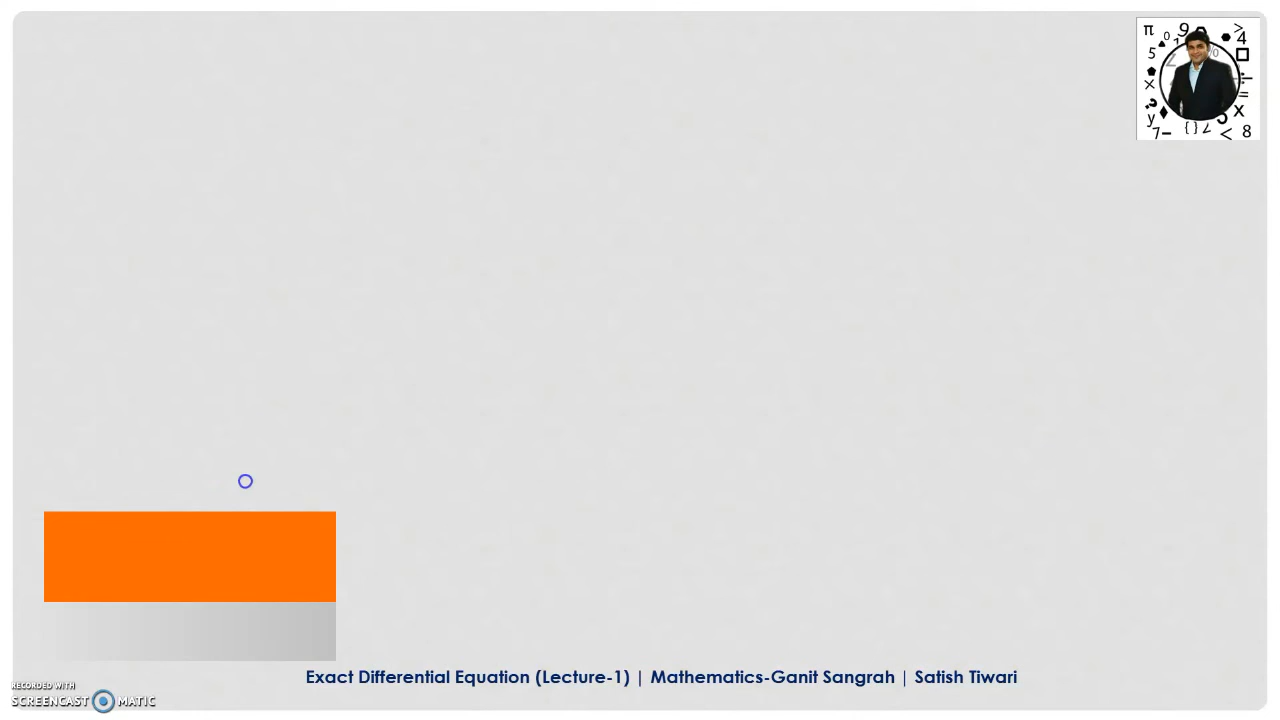 Exact Differential Equation (Lecture-1) | Mathematics-Ganit Sangrah | Satish Tiwari
RECORDED WITH
SCREENCAST MATIC